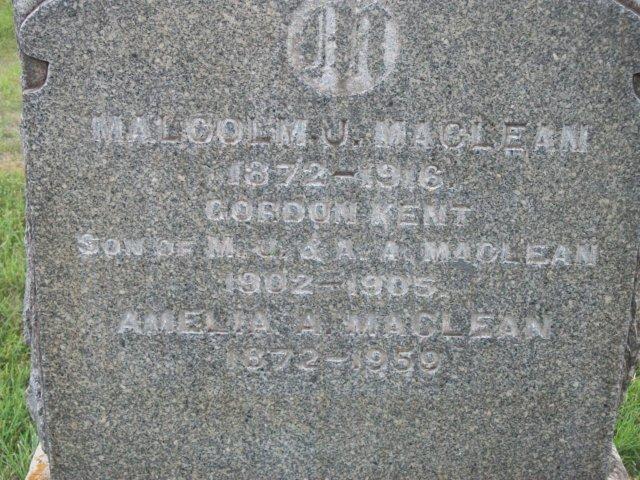 M
MALCOLM J. MACLEAN
1872-1916.
GORDON KENT
SON OF M. J. & A. A. MACLEAN
1902-1905.
AMELIA A. MACLEAN
1872-1959